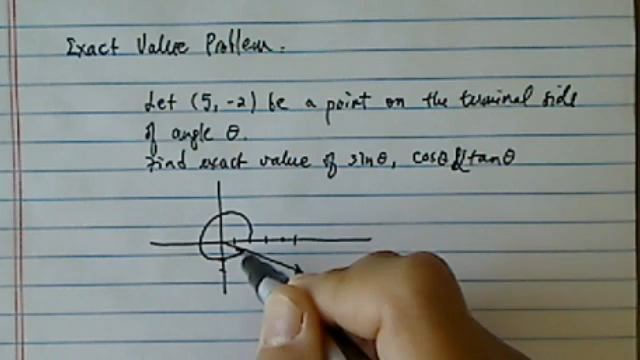 Exact Value Problem.
Let (5, -2) be a point on the terminal side
of angle θ.
Find exact value of sinθ, cosθ & tanθ